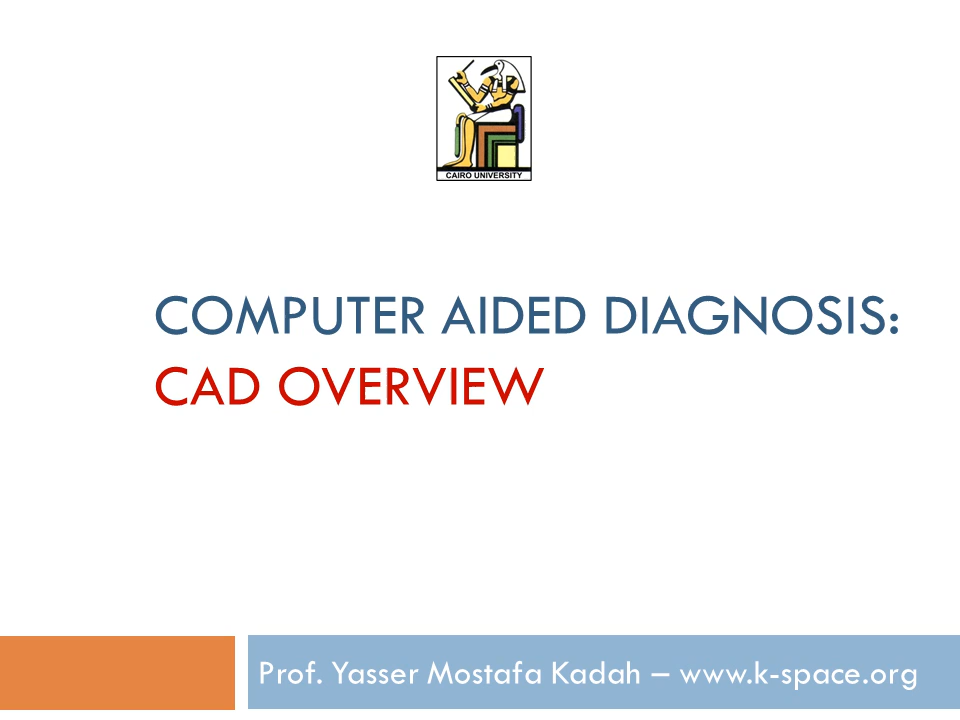 CAIRO UNIVERSITY
COMPUTER AIDED DIAGNOSIS:
CAD OVERVIEW
Prof. Yasser Mostafa Kadah – www.k-space.org